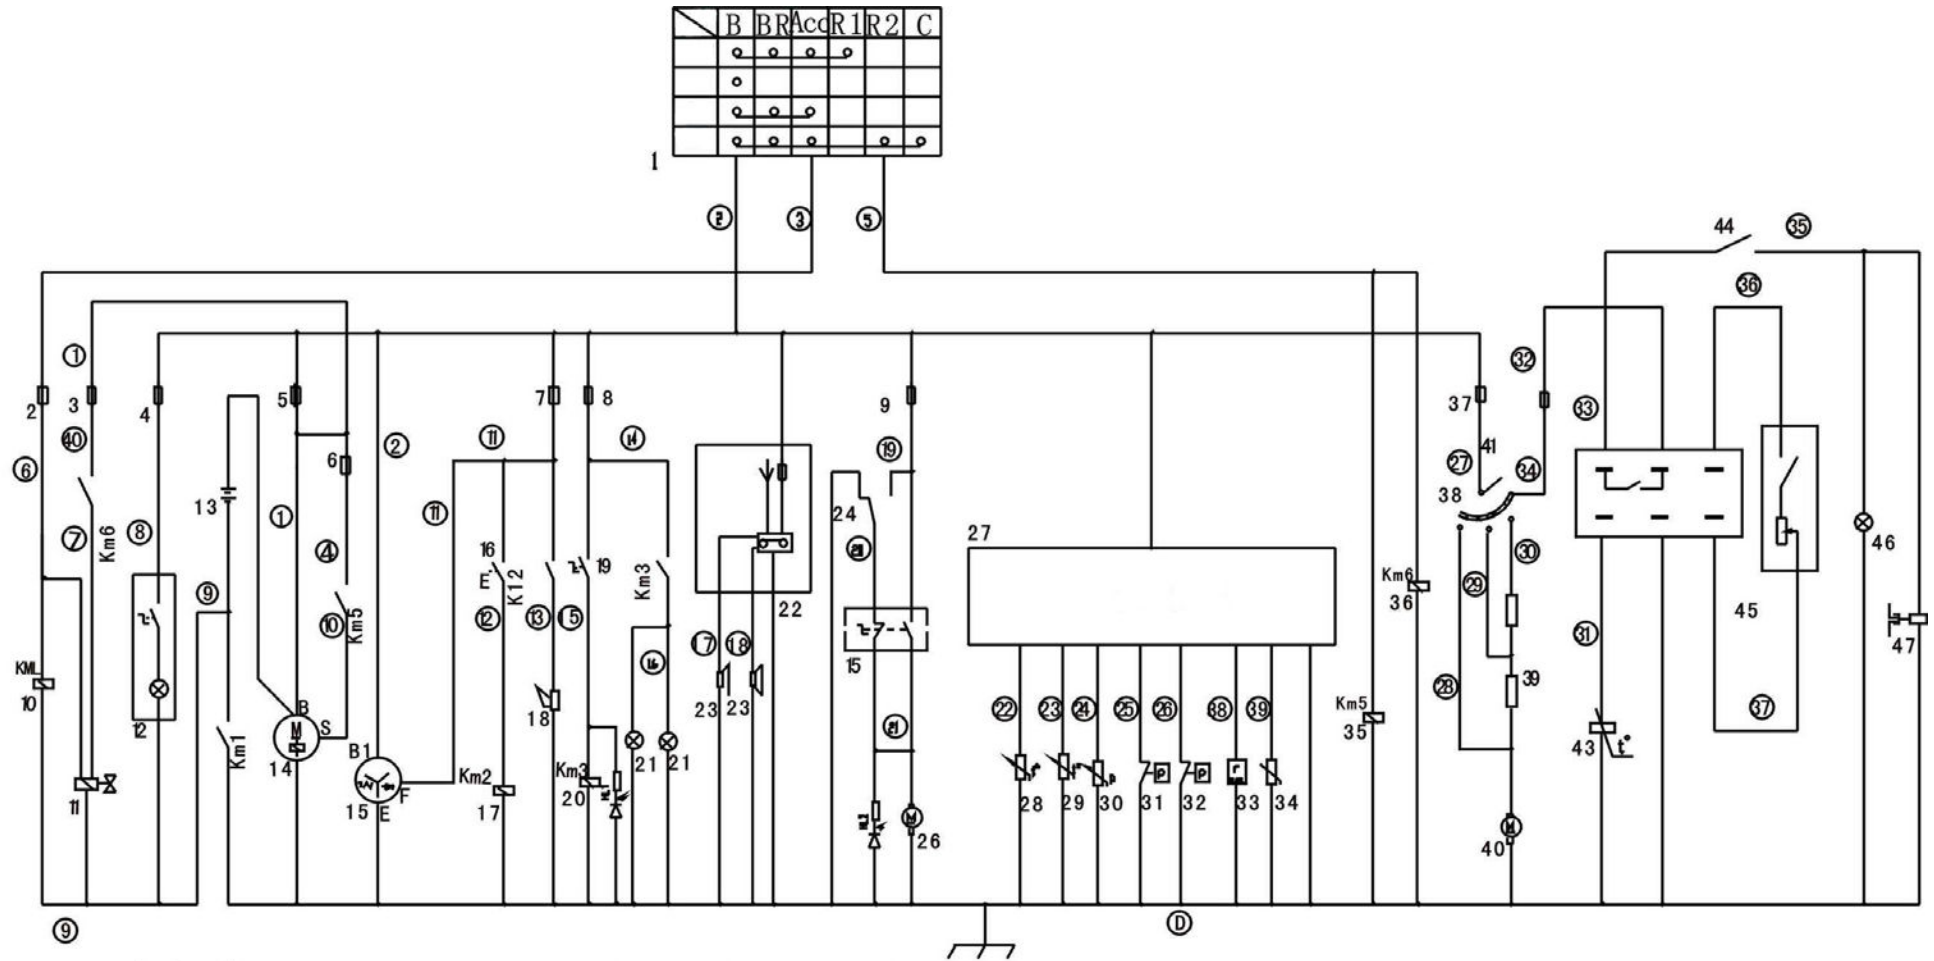 B BR Acc R1 R2 C
1
2 3 5
44 35
36
1
32
2 3 4 5 7 8 9 37 33
40 11 14
6 6 2 19 27 41 34
38
13 1 11 24
8 7 Km6 27 46
4 16 19 30
E K12 Km3 Km6
9 22 36 29
10 Km5 12 13 15 45 47
31
15
KML 17 18 16
10 39
28
12 23 23 22 23 24 25 26 38 39 Km5 37
B M S 18 21 35
Km1 43 t°
14 B1 Km2 Km3 21 21 P P r
11 15 F E 17 20 HL1 HL2 M 26 28 29 30 31 32 33 34 M 40
9 D